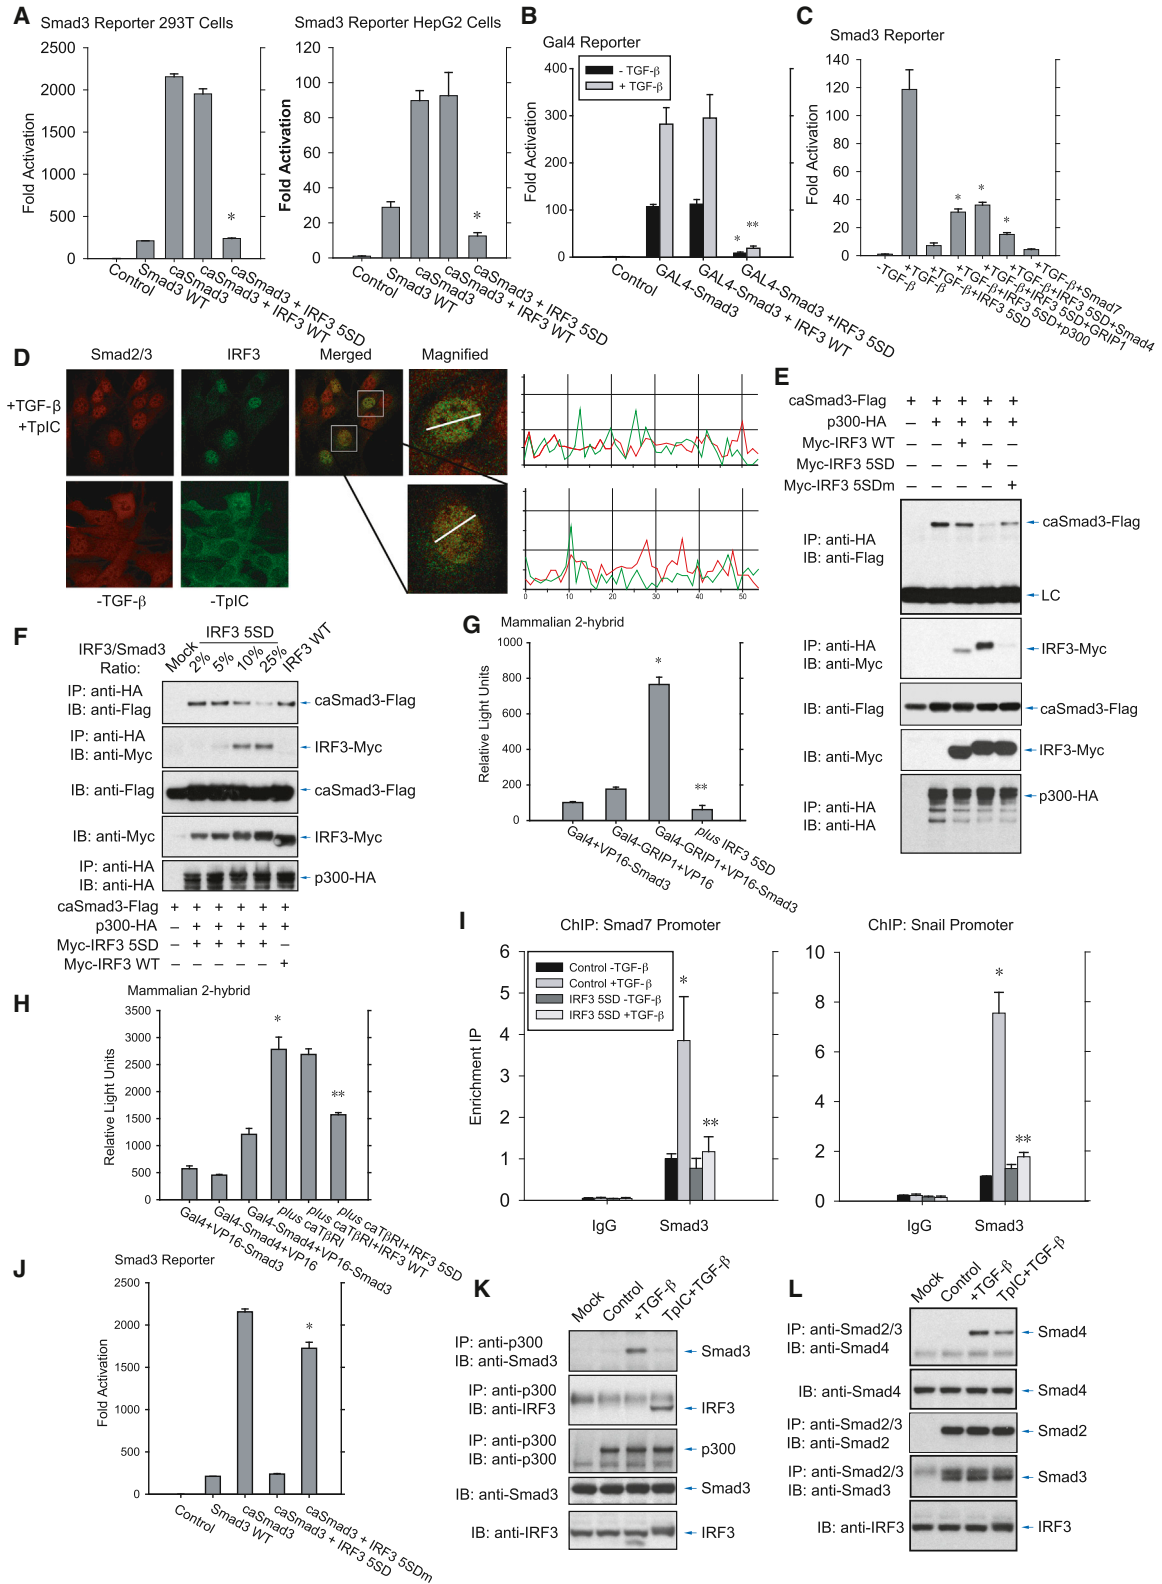 A
Smad3 Reporter 293T Cells
Fold Activation
2500
2000
1500
1000
500
0
*
Control
Smad3 WT
caSmad3
caSmad3 + IRF3 WT
caSmad3 + IRF3 5SD
Smad3 Reporter HepG2 Cells
Fold Activation
120
100
80
60
40
20
0
*
Control
Smad3 WT
caSmad3
caSmad3 + IRF3 WT
caSmad3 + IRF3 5SD
B
Gal4 Reporter
Fold Activation
400
300
200
100
0
- TGF-β
+ TGF-β
*
**
Control
GAL4-Smad3
GAL4-Smad3 + IRF3 WT
GAL4-Smad3 +IRF3 5SD
C
Smad3 Reporter
Fold Activation
140
120
100
80
60
40
20
0
*
*
*
-TGF-β
+TGF-β
+TGF-β+IRF3 5SD
+TGF-β+IRF3 5SD+p300
+TGF-β+IRF3 5SD+GRIP1
+TGF-β+IRF3 5SD+Smad4
+TGF-β+Smad7
D
Smad2/3
IRF3
Merged
Magnified
+TGF-β
+TpIC
-TGF-β
-TpIC
0 10 20 30 40 50
E
caSmad3-Flag + + + + +
p300-HA – + + + +
Myc-IRF3 WT – – + – –
Myc-IRF3 5SD – – – + –
Myc-IRF3 5SDm – – – – +
IP: anti-HA
IB: anti-Flag
caSmad3-Flag
LC
IP: anti-HA
IB: anti-Myc
IRF3-Myc
IB: anti-Flag
caSmad3-Flag
IB: anti-Myc
IRF3-Myc
IP: anti-HA
IB: anti-HA
p300-HA
F
IRF3/Smad3
Ratio:
IRF3 5SD
Mock
2%
5%
10%
25%
IRF3 WT
IP: anti-HA
IB: anti-Flag
caSmad3-Flag
IP: anti-HA
IB: anti-Myc
IRF3-Myc
IB: anti-Flag
caSmad3-Flag
IB: anti-Myc
IRF3-Myc
IP: anti-HA
IB: anti-HA
p300-HA
caSmad3-Flag + + + + + +
p300-HA – + + + + +
Myc-IRF3 5SD – + + + + –
Myc-IRF3 WT – – – – – +
G
Mammalian 2-hybrid
Relative Light Units
1000
800
600
400
200
0
*
**
Gal4+VP16-Smad3
Gal4-GRIP1+VP16
Gal4-GRIP1+VP16-Smad3
plus IRF3 5SD
H
Mammalian 2-hybrid
Relative Light Units
3500
3000
2500
2000
1500
1000
500
0
*
**
Gal4+VP16-Smad3
Gal4-Smad4+VP16
Gal4-Smad4+VP16-Smad3
plus caTβRI
plus caTβRI+IRF3 WT
plus caTβRI+IRF3 5SD
I
ChIP: Smad7 Promoter
Enrichment IP
6
5
4
3
2
1
0
Control -TGF-β
Control +TGF-β
IRF3 5SD -TGF-β
IRF3 5SD +TGF-β
*
**
IgG
Smad3
ChIP: Snail Promoter
10
8
6
4
2
0
*
**
IgG
Smad3
J
Smad3 Reporter
Fold Activation
2500
2000
1500
1000
500
0
*
Control
Smad3 WT
caSmad3
caSmad3 + IRF3 5SD
caSmad3 + IRF3 5SDm
K
Mock
Control
+TGF-β
TpIC+TGF-β
IP: anti-p300
IB: anti-Smad3
Smad3
IP: anti-p300
IB: anti-IRF3
IRF3
IP: anti-p300
IB: anti-p300
p300
IB: anti-Smad3
Smad3
IB: anti-IRF3
IRF3
L
Mock
Control
+TGF-β
TpIC+TGF-β
IP: anti-Smad2/3
IB: anti-Smad4
Smad4
IB: anti-Smad4
Smad4
IP: anti-Smad2/3
IB: anti-Smad2
Smad2
IP: anti-Smad2/3
IB: anti-Smad3
Smad3
IB: anti-IRF3
IRF3